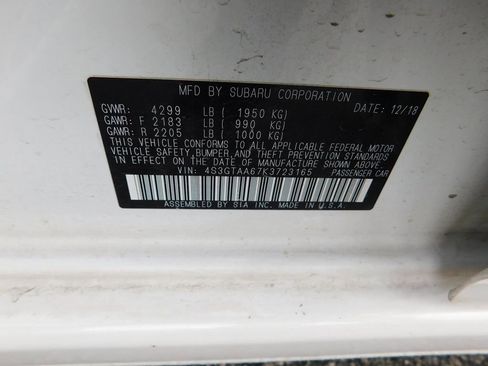 MFD BY SUBARU CORPORATION
GVWR: 4299 LB ( 1950 KG) DATE: 12/18
GAWR: F 2183 LB ( 990 KG)
GAWR: R 2205 LB ( 1000 KG)
THIS VEHICLE CONFORMS TO ALL APPLICABLE FEDERAL MOTOR
VEHICLE SAFETY, BUMPER, AND THEFT PREVENTION STANDARDS
IN EFFECT ON THE DATE OF MANUFACTURE SHOWN ABOVE.
VIN: 4S3GTAA67K3723165 PASSENGER CAR
ASSEMBLED BY SIA INC. MADE IN U.S.A.